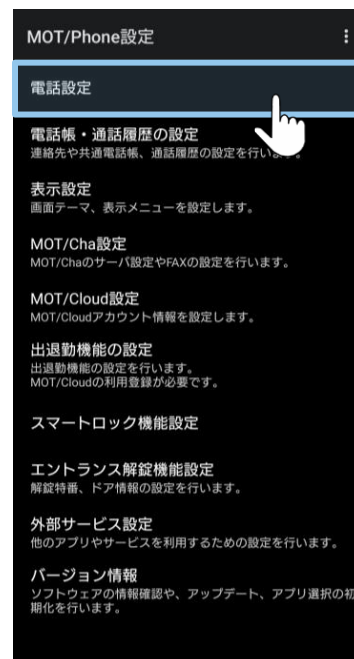 MOT/Phone設定
電話設定
電話帳・通話履歴の設定
連絡先や共通電話帳、通話履歴の設定を行います。
表示設定
画面テーマ、表示メニューを設定します。
MOT/Cha設定
MOT/Chaのサーバ設定やFAXの設定を行います。
MOT/Cloud設定
MOT/Cloudアカウント情報を設定します。
出退勤機能の設定
出退勤機能の設定を行います。
MOT/Cloudの利用登録が必要です。
スマートロック機能設定
エントランス解錠機能設定
解錠特番、ドア情報の設定を行います。
外部サービス設定
他のアプリやサービスを利用するための設定を行います。
バージョン情報
ソフトウェアの情報確認や、アップデート、アプリ選択の初
期化を行います。